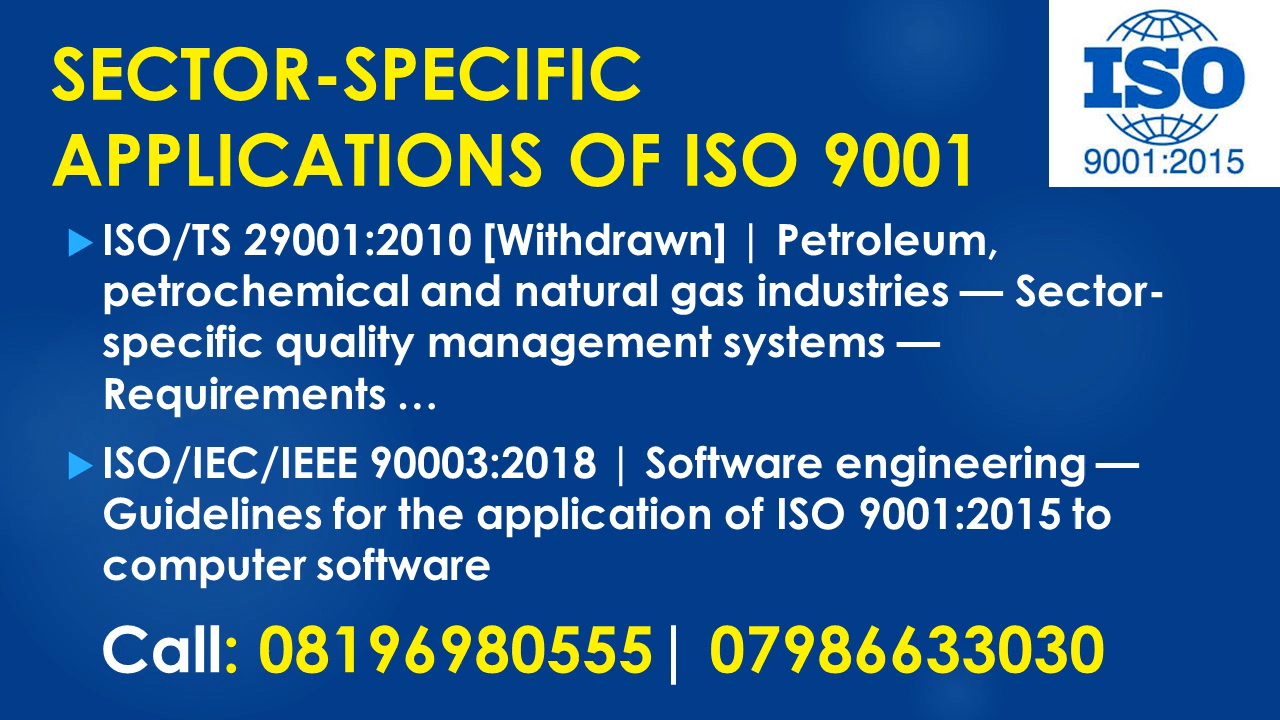 SECTOR-SPECIFIC
APPLICATIONS OF ISO 9001
ISO
9001:2015
ISO/TS 29001:2010 [Withdrawn] | Petroleum,
petrochemical and natural gas industries — Sector-
specific quality management systems —
Requirements …
ISO/IEC/IEEE 90003:2018 | Software engineering —
Guidelines for the application of ISO 9001:2015 to
computer software
Call: 08196980555| 07986633030